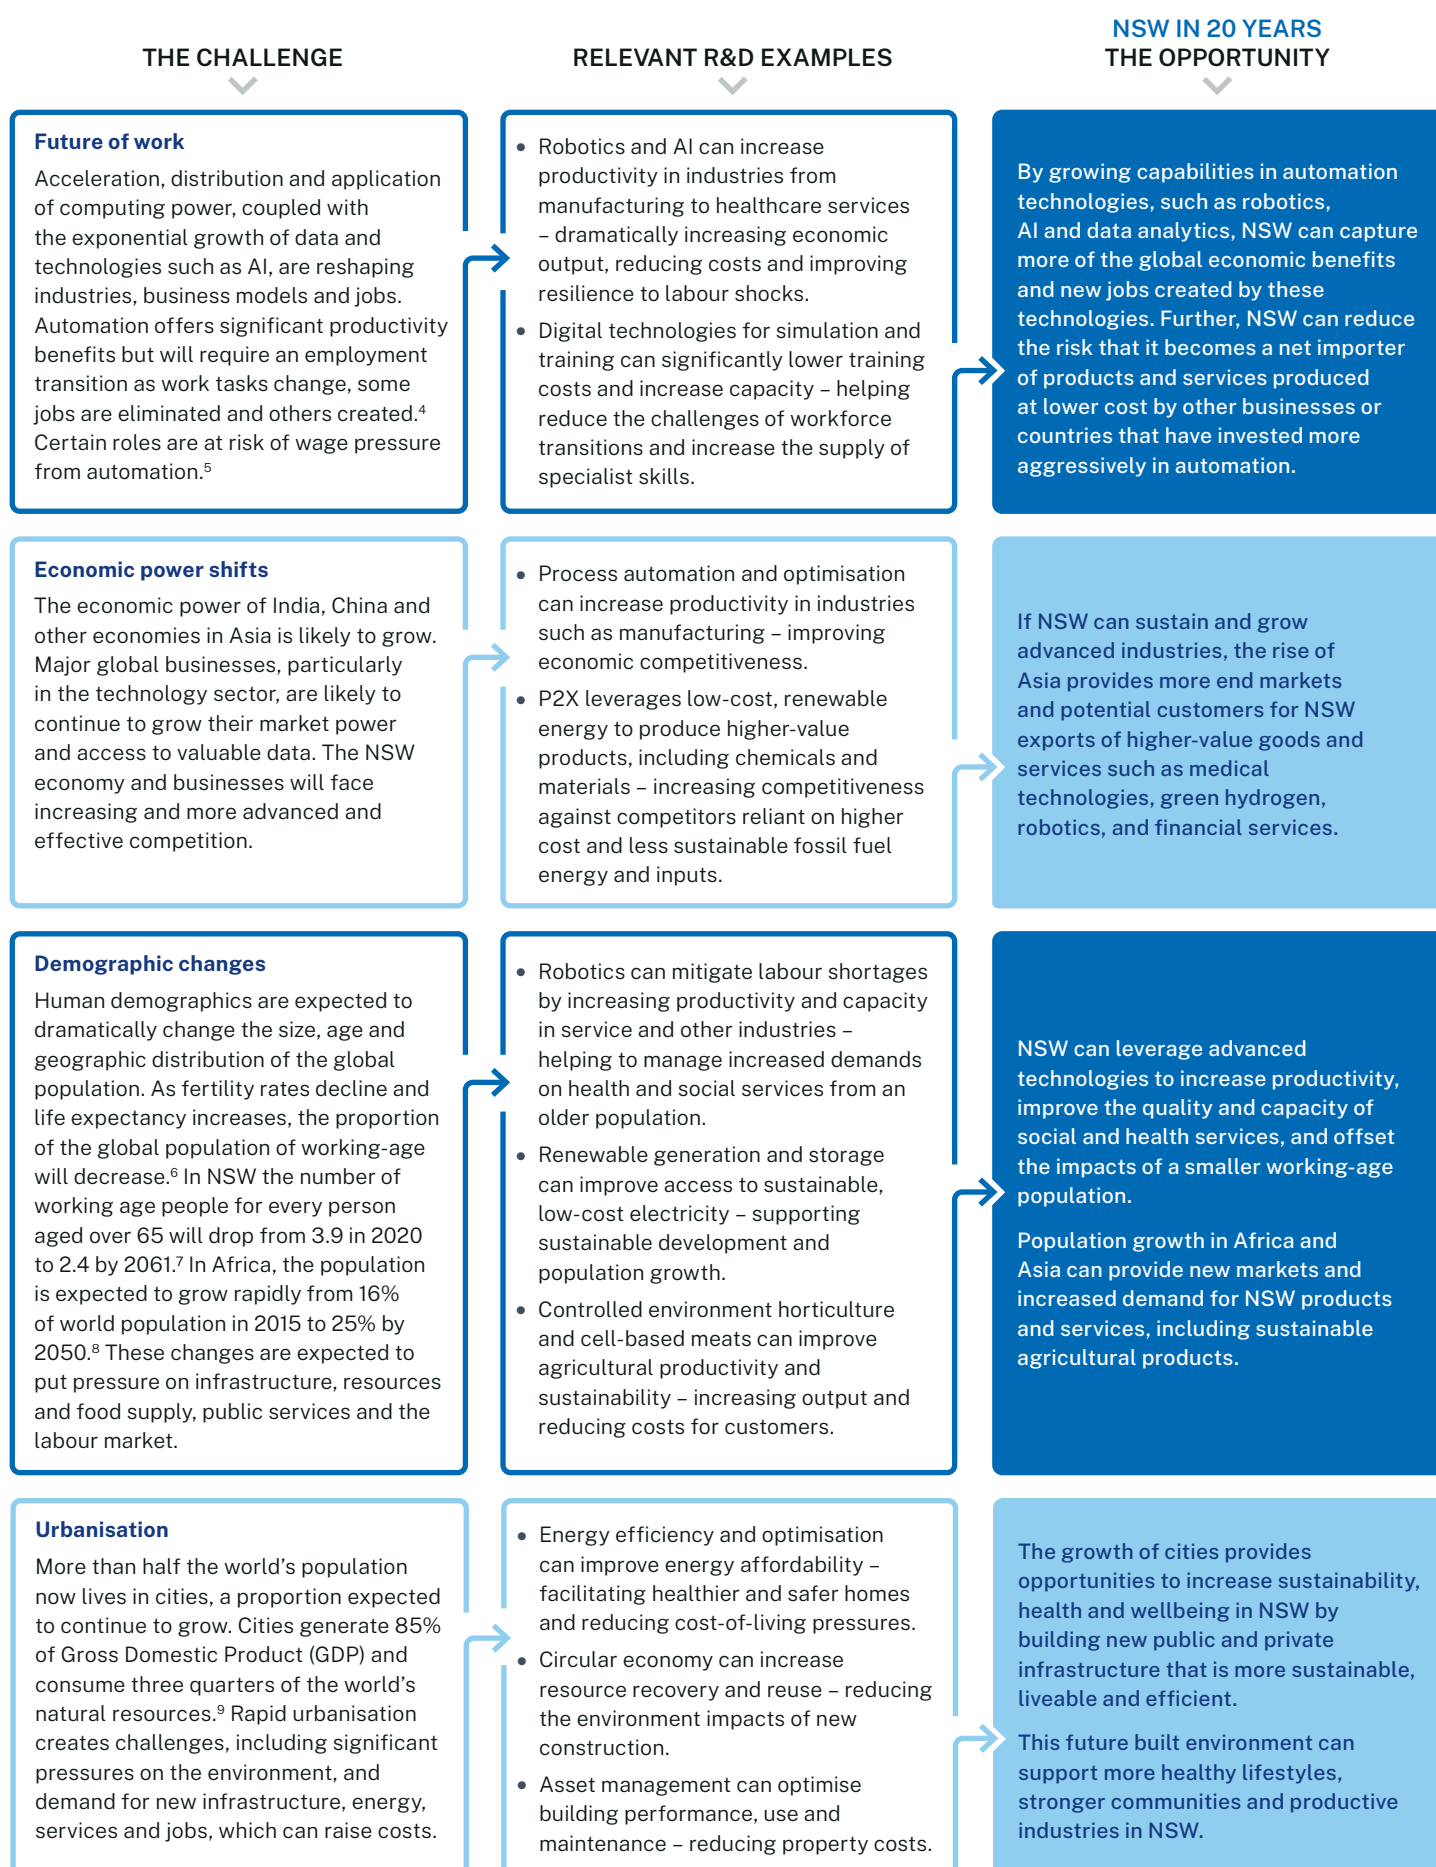 THE CHALLENGE
RELEVANT R&D EXAMPLES
NSW IN 20 YEARS
THE OPPORTUNITY
Future of work
Acceleration, distribution and application
of computing power, coupled with
the exponential growth of data and
technologies such as AI, are reshaping
industries, business models and jobs.
Automation offers significant productivity
benefits but will require an employment
transition as work tasks change, some
jobs are eliminated and others created.⁴
Certain roles are at risk of wage pressure
from automation.⁵
• Robotics and AI can increase
productivity in industries from
manufacturing to healthcare services
– dramatically increasing economic
output, reducing costs and improving
resilience to labour shocks.
• Digital technologies for simulation and
training can significantly lower training
costs and increase capacity – helping
reduce the challenges of workforce
transitions and increase the supply of
specialist skills.
By growing capabilities in automation
technologies, such as robotics,
AI and data analytics, NSW can capture
more of the global economic benefits
and new jobs created by these
technologies. Further, NSW can reduce
the risk that it becomes a net importer
of products and services produced
at lower cost by other businesses or
countries that have invested more
aggressively in automation.
Economic power shifts
The economic power of India, China and
other economies in Asia is likely to grow.
Major global businesses, particularly
in the technology sector, are likely to
continue to grow their market power
and access to valuable data. The NSW
economy and businesses will face
increasing and more advanced and
effective competition.
• Process automation and optimisation
can increase productivity in industries
such as manufacturing – improving
economic competitiveness.
• P2X leverages low-cost, renewable
energy to produce higher-value
products, including chemicals and
materials – increasing competitiveness
against competitors reliant on higher
cost and less sustainable fossil fuel
energy and inputs.
If NSW can sustain and grow
advanced industries, the rise of
Asia provides more end markets
and potential customers for NSW
exports of higher-value goods and
services such as medical
technologies, green hydrogen,
robotics, and financial services.
Demographic changes
Human demographics are expected to
dramatically change the size, age and
geographic distribution of the global
population. As fertility rates decline and
life expectancy increases, the proportion
of the global population of working-age
will decrease.⁶ In NSW the number of
working age people for every person
aged over 65 will drop from 3.9 in 2020
to 2.4 by 2061.⁷ In Africa, the population
is expected to grow rapidly from 16%
of world population in 2015 to 25% by
2050.⁸ These changes are expected to
put pressure on infrastructure, resources
and food supply, public services and the
labour market.
• Robotics can mitigate labour shortages
by increasing productivity and capacity
in service and other industries –
helping to manage increased demands
on health and social services from an
older population.
• Renewable generation and storage
can improve access to sustainable,
low-cost electricity – supporting
sustainable development and
population growth.
• Controlled environment horticulture
and cell-based meats can improve
agricultural productivity and
sustainability – increasing output and
reducing costs for customers.
NSW can leverage advanced
technologies to increase productivity,
improve the quality and capacity of
social and health services, and offset
the impacts of a smaller working-age
population.
Population growth in Africa and
Asia can provide new markets and
increased demand for NSW products
and services, including sustainable
agricultural products.
Urbanisation
More than half the world's population
now lives in cities, a proportion expected
to continue to grow. Cities generate 85%
of Gross Domestic Product (GDP) and
consume three quarters of the world's
natural resources.⁹ Rapid urbanisation
creates challenges, including significant
pressures on the environment, and
demand for new infrastructure, energy,
services and jobs, which can raise costs.
• Energy efficiency and optimisation
can improve energy affordability –
facilitating healthier and safer homes
and reducing cost-of-living pressures.
• Circular economy can increase
resource recovery and reuse – reducing
the environment impacts of new
construction.
• Asset management can optimise
building performance, use and
maintenance – reducing property costs.
The growth of cities provides
opportunities to increase sustainability,
health and wellbeing in NSW by
building new public and private
infrastructure that is more sustainable,
liveable and efficient.
This future built environment can
support more healthy lifestyles,
stronger communities and productive
industries in NSW.